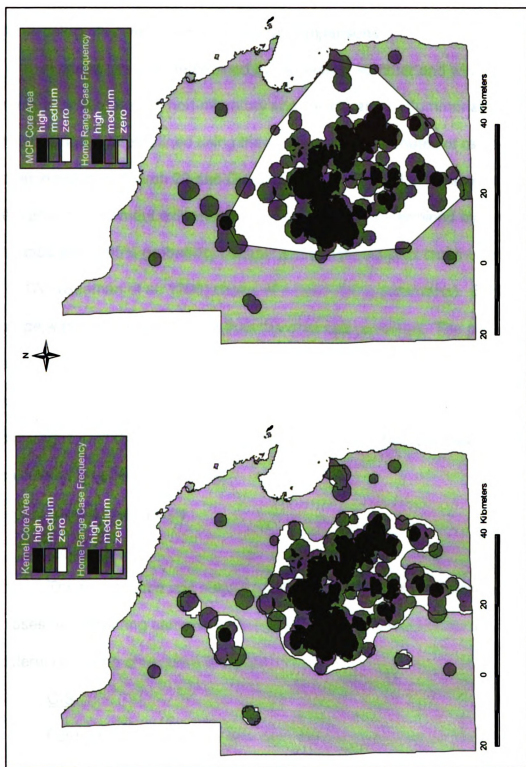 Kernel Core Area
high
medium
zero
Home Range Case Frequency
high
medium
zero
20 0 20 40 Kilometers
N
MCP Core Area
high
medium
zero
Home Range Case Frequency
high
medium
zero
20 0 20 40 Kilometers